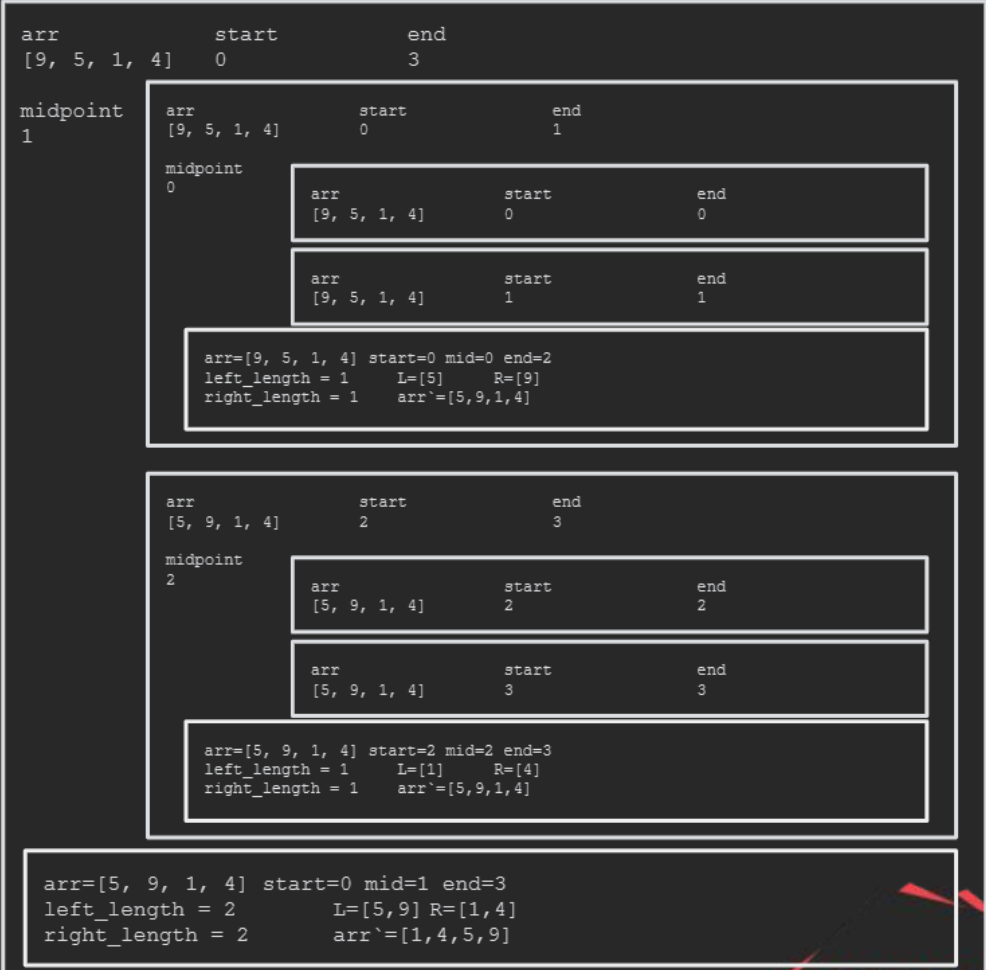 arr start end
[9, 5, 1, 4] 0 3
midpoint
1
arr start end
[9, 5, 1, 4] 0 1
midpoint
0
arr start end
[9, 5, 1, 4] 0 0
arr start end
[9, 5, 1, 4] 1 1
arr=[9, 5, 1, 4] start=0 mid=0 end=2
left_length = 1 L=[5] R=[9]
right_length = 1 arr`=[5,9,1,4]
arr start end
[5, 9, 1, 4] 2 3
midpoint
2
arr start end
[5, 9, 1, 4] 2 2
arr start end
[5, 9, 1, 4] 3 3
arr=[5, 9, 1, 4] start=2 mid=2 end=3
left_length = 1 L=[1] R=[4]
right_length = 1 arr`=[5,9,1,4]
arr=[5, 9, 1, 4] start=0 mid=1 end=3
left_length = 2 L=[5,9] R=[1,4]
right_length = 2 arr`=[1,4,5,9]